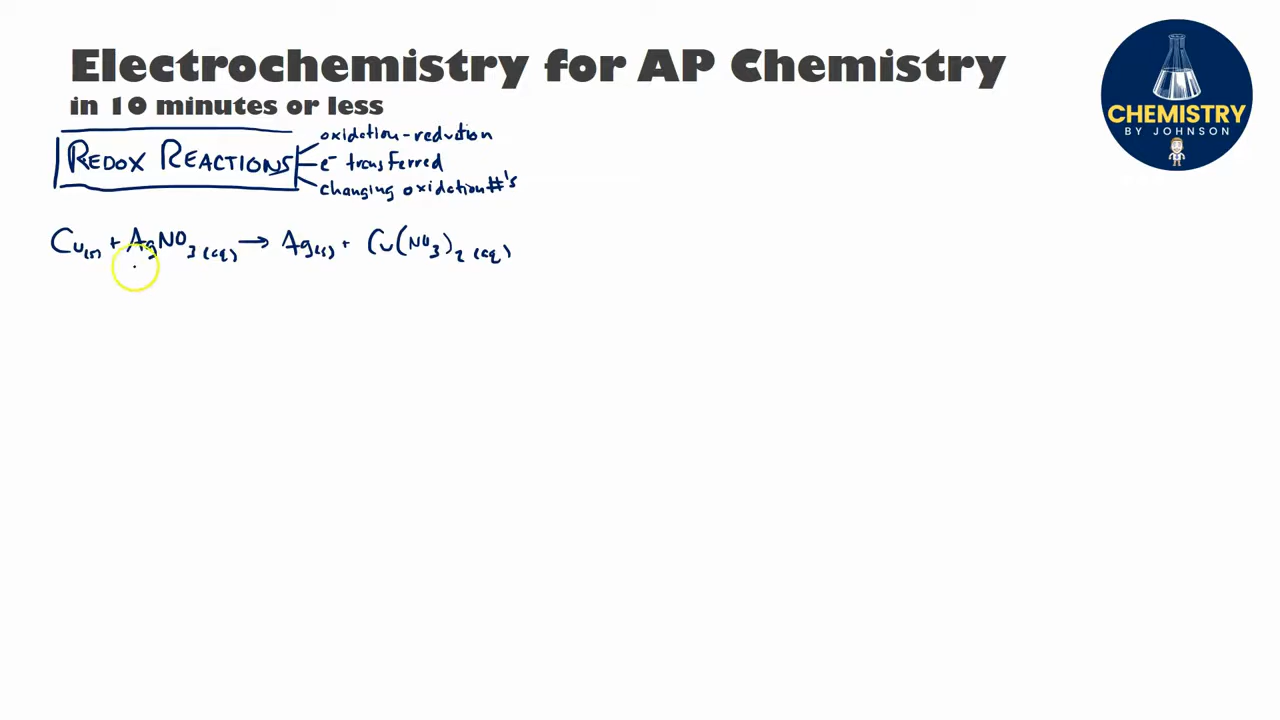 Electrochemistry for AP Chemistry
in 10 minutes or less
REDOX REACTIONS
oxidation-reduction
e⁻ transferred
changing oxidation #'s
Cu(s) + AgNO₃(aq) → Ag(s) + Cu(NO₃)₂(aq)
CHEMISTRY
BY JOHNSON